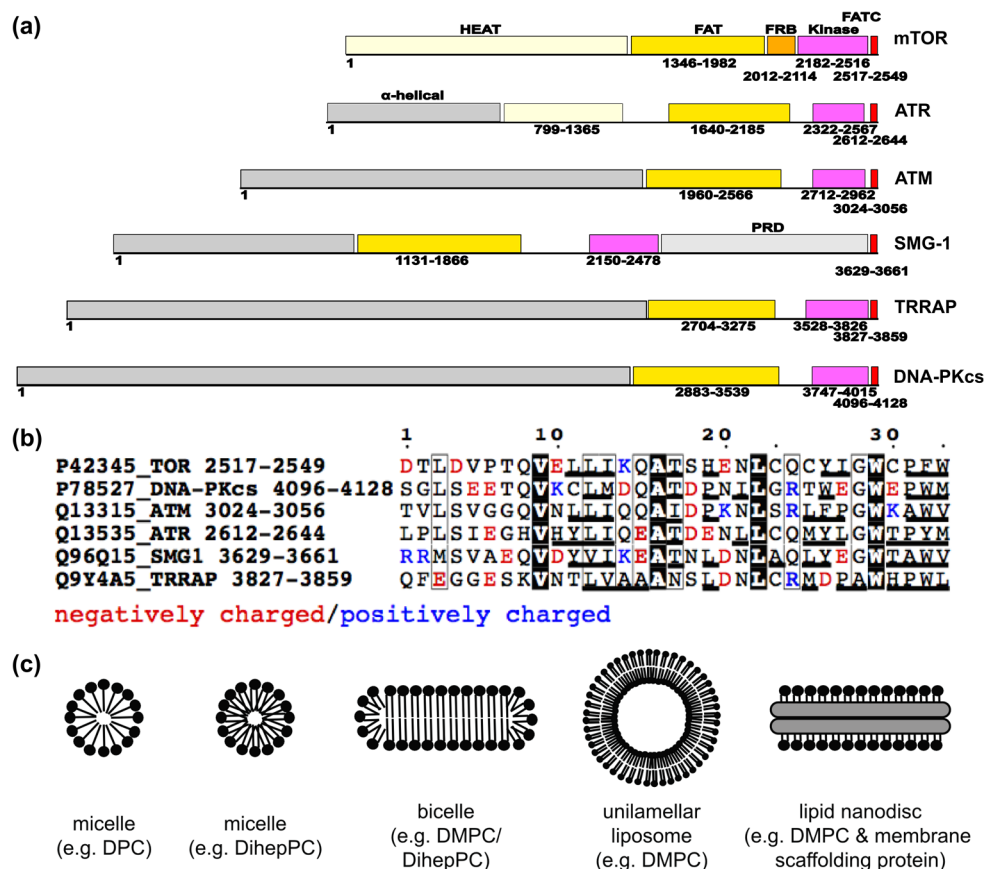 (a)
HEAT FAT FRB Kinase FATC mTOR
1 1346-1982 2012-2114 2182-2516 2517-2549
α-helical ATR
1 799-1365 1640-2185 2322-2567 2612-2644
ATM
1 1960-2566 2712-2962 3024-3056
PRD SMG-1
1 1131-1866 2150-2478 3629-3661
TRRAP
1 2704-3275 3528-3826 3827-3859
DNA-PKcs
1 2883-3539 3747-4015 4096-4128
(b)
1 10 20 30
P42345_TOR 2517-2549 DTLDVPTQVELLIKQATSHENLCQCYIGWCPFW
P78527_DNA-PKcs 4096-4128 SGLSEETQVKCLMDQATDPNILGRTWEGWEPWM
Q13315_ATM 3024-3056 TVLSVGGQVNLLIQQAIDPKNLSRLFPGWKAWV
Q13535_ATR 2612-2644 LPLSIEGHVHYLIQEATDENLLCQMYLGWTPYM
Q96Q15_SMG1 3629-3661 RRMSVAEQVDYVIKEATNLDNLAQLYEGWTAWV
Q9Y4A5_TRRAP 3827-3859 QFEGGESKVNTLVAAANSLDNLCRMDPAWHPWL
negatively charged/positively charged
(c)
micelle
(e.g. DPC)
micelle
(e.g. DihepPC)
bicelle
(e.g. DMPC/
DihepPC)
unilamellar
liposome
(e.g. DMPC)
lipid nanodisc
(e.g. DMPC & membrane
scaffolding protein)